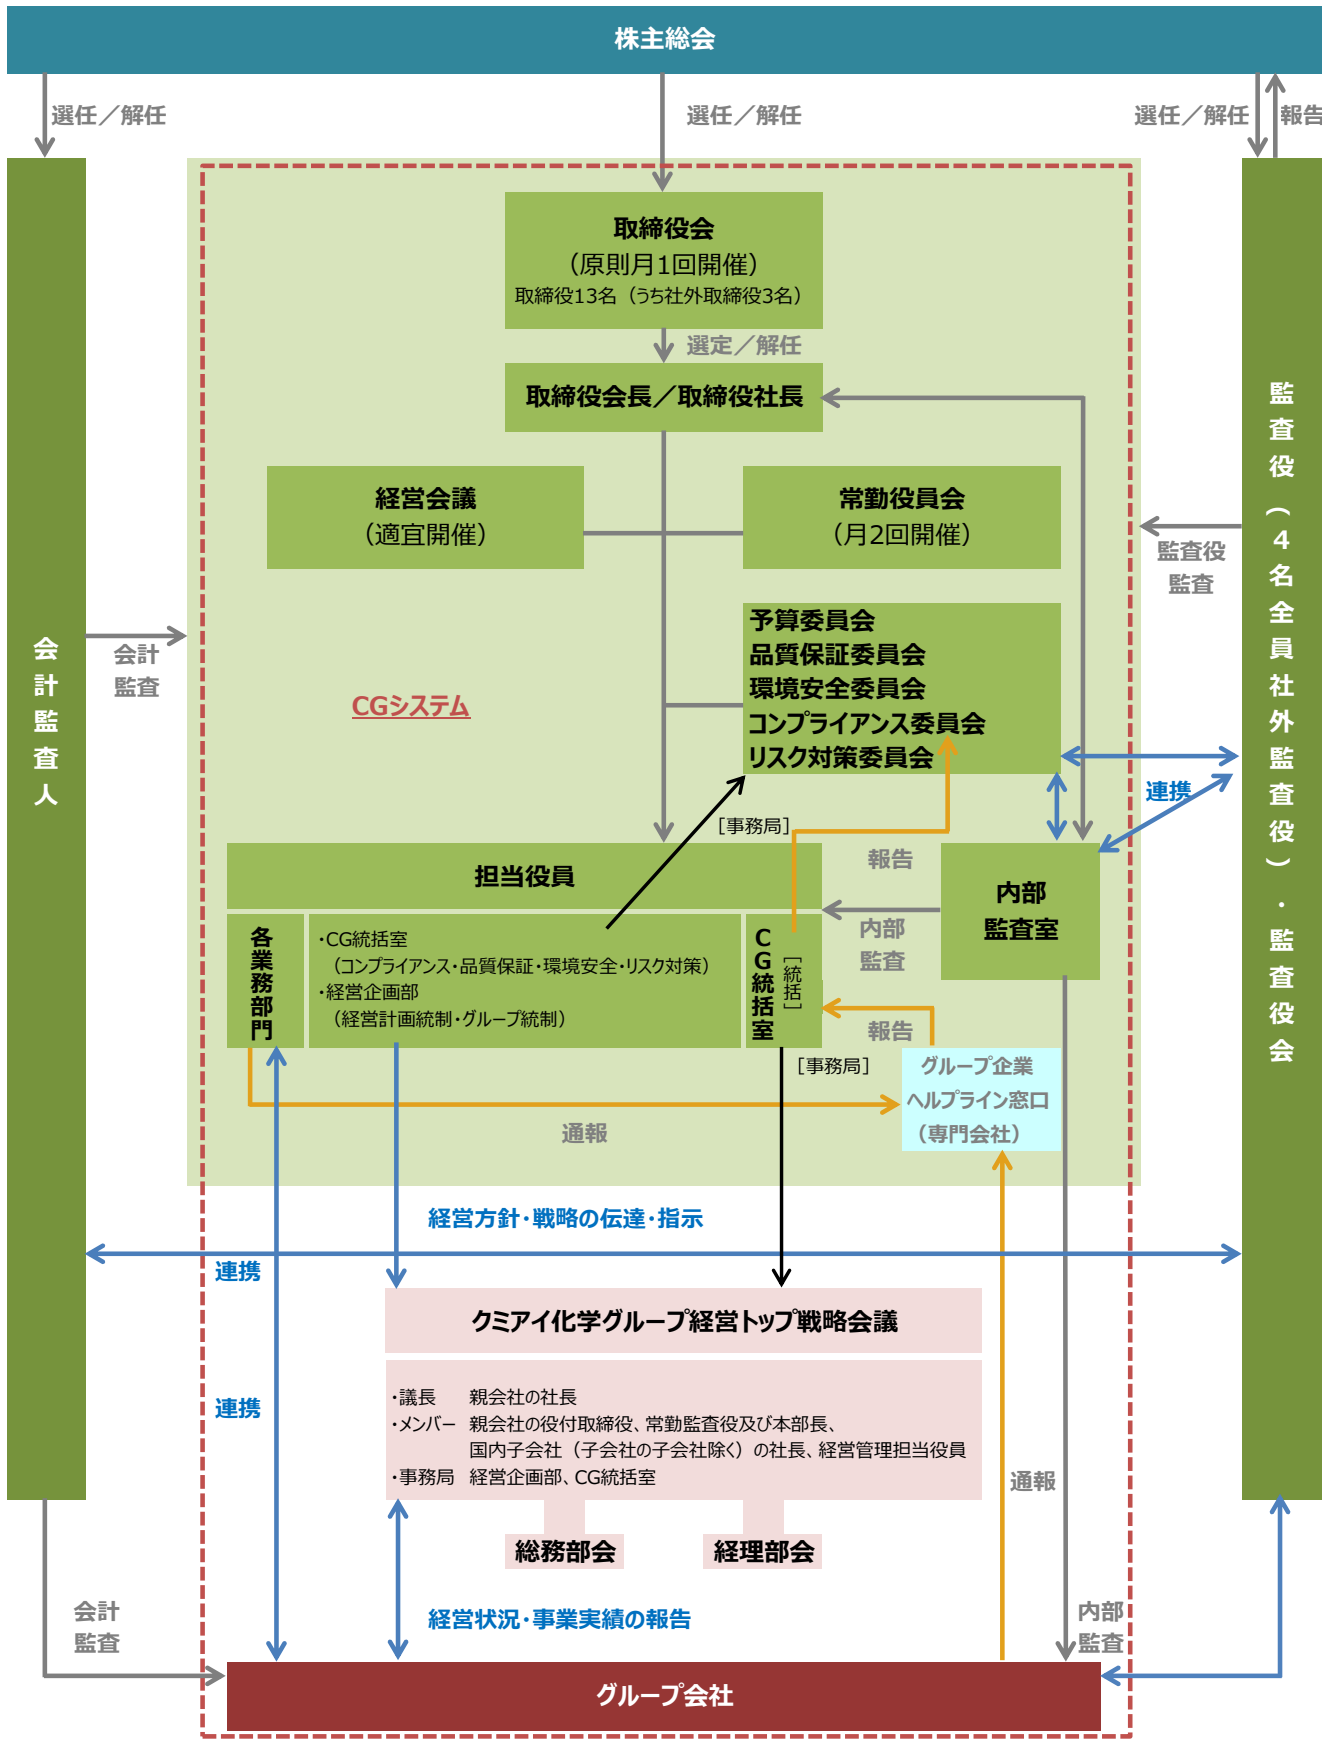 株主総会
選任／解任
選任／解任
選任／解任
報告
取締役会
（原則月1回開催）
取締役13名（うち社外取締役3名）
選定／解任
取締役会長／取締役社長
経営会議
（適宜開催）
常勤役員会
（月2回開催）
監査役
監査
会計
監査
会計監査人
監査役（４名全員社外監査役）・監査役会
CGシステム
予算委員会
品質保証委員会
環境安全委員会
コンプライアンス委員会
リスク対策委員会
連携
［事務局］
報告
担当役員
内部
監査室
内部
監査
各業務部門
・CG統括室
（コンプライアンス・品質保証・環境安全・リスク対策）
・経営企画部
（経営計画統制・グループ統制）
CG統括室
［統括］
報告
［事務局］
グループ企業
ヘルプライン窓口
（専門会社）
通報
経営方針・戦略の伝達・指示
連携
クミアイ化学グループ経営トップ戦略会議
連携
・議長　親会社の社長
・メンバー　親会社の役付取締役、常勤監査役及び本部長、
国内子会社（子会社の子会社除く）の社長、経営管理担当役員
・事務局　経営企画部、CG統括室
通報
総務部会
経理部会
会計
監査
経営状況・事業実績の報告
内部
監査
グループ会社